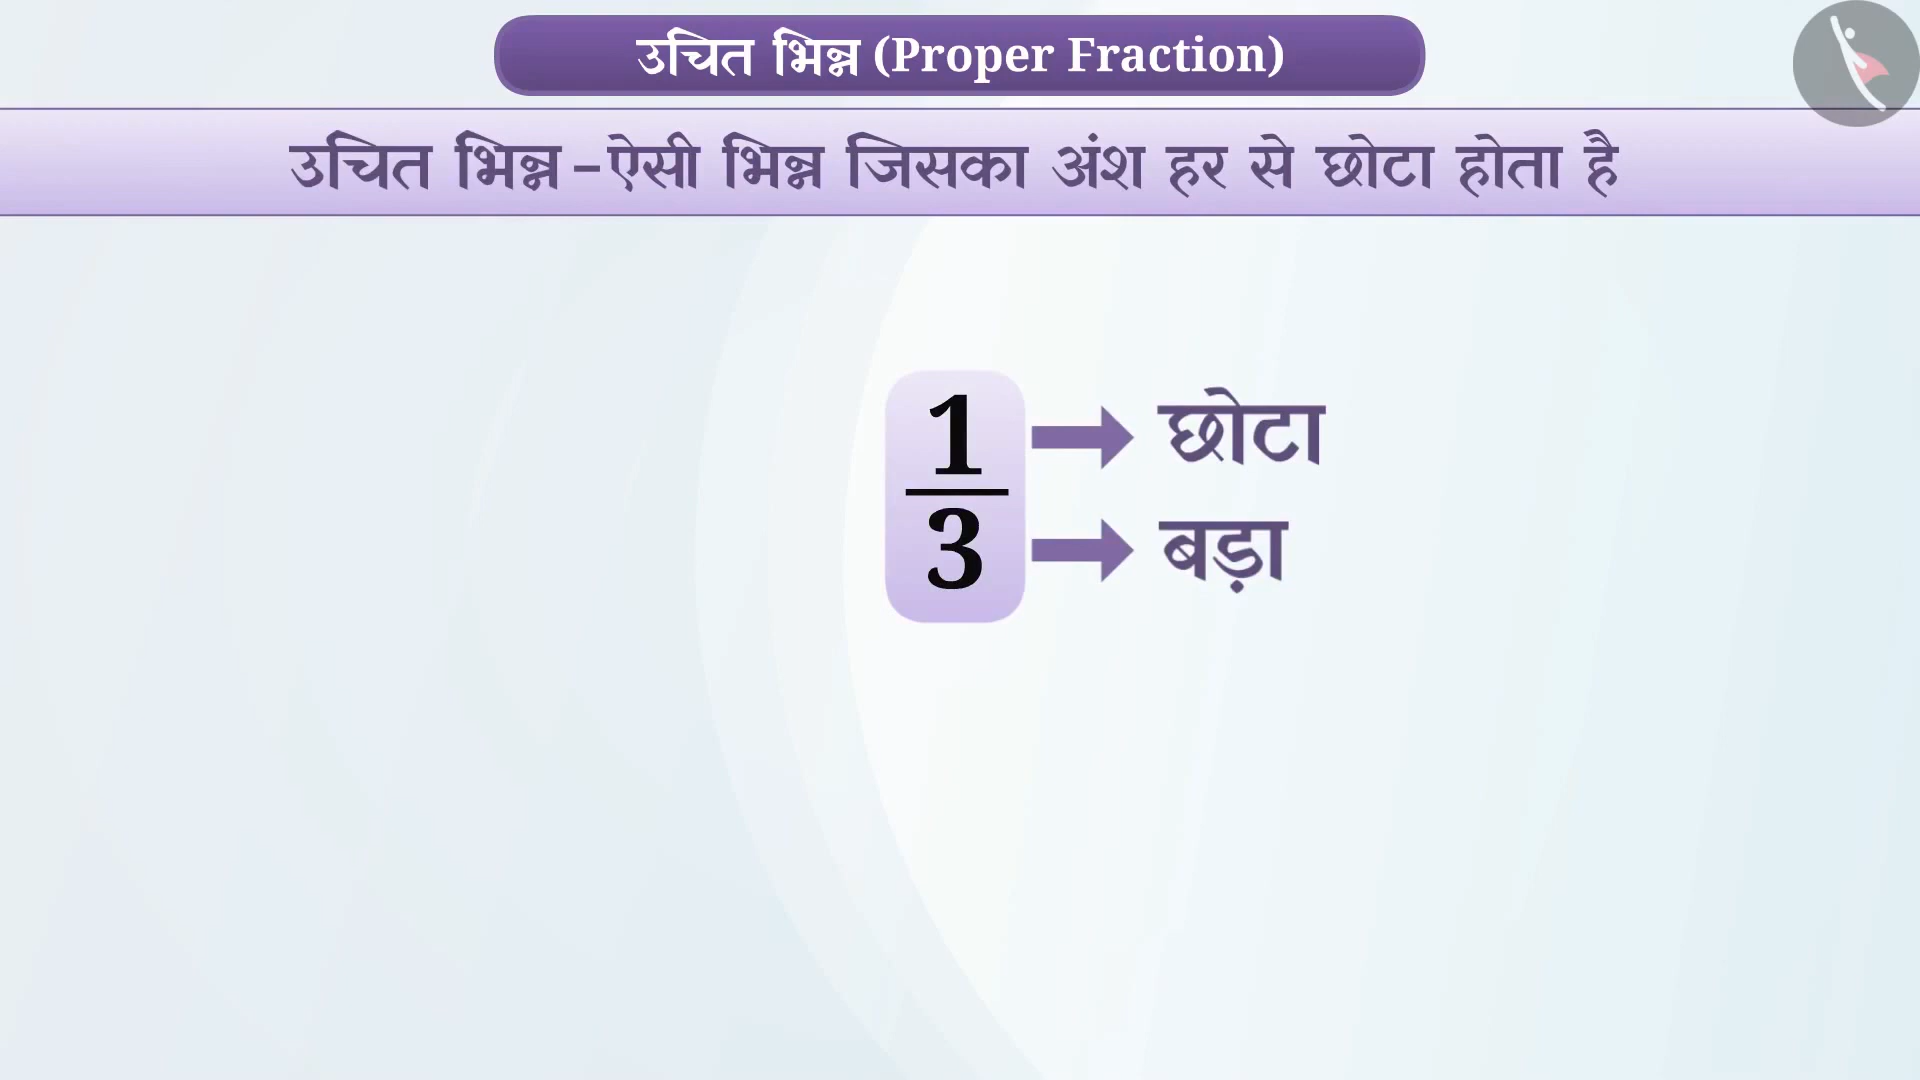 उचित भिन्न (Proper Fraction)
उचित भिन्न -ऐसी भिन्न जिसका अंश हर से छोटा होता है
1 छोटा
3 बड़ा